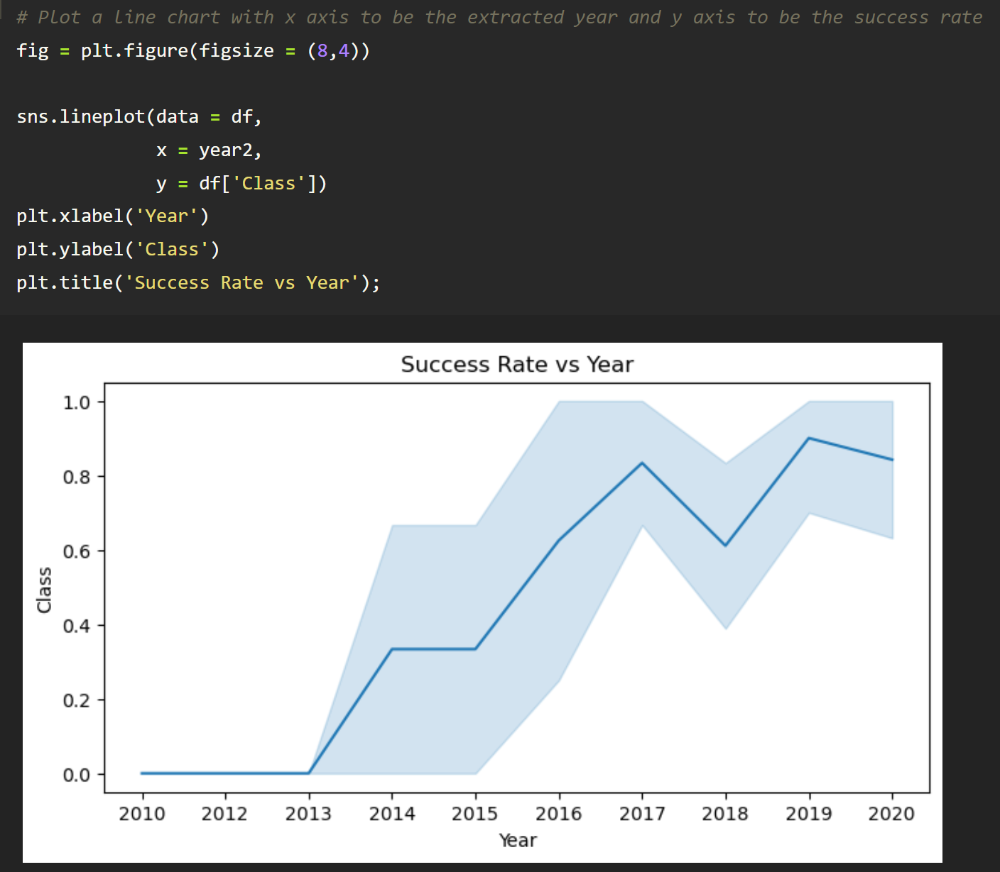 # Plot a line chart with x axis to be the extracted year and y axis to be the success rate
fig = plt.figure(figsize = (8,4))
sns.lineplot(data = df,
x = year2,
y = df['Class'])
plt.xlabel('Year')
plt.ylabel('Class')
plt.title('Success Rate vs Year');
Success Rate vs Year
1.0
0.8
0.6
0.4
0.2
0.0
Class
2010 2012 2013 2014 2015 2016 2017 2018 2019 2020
Year